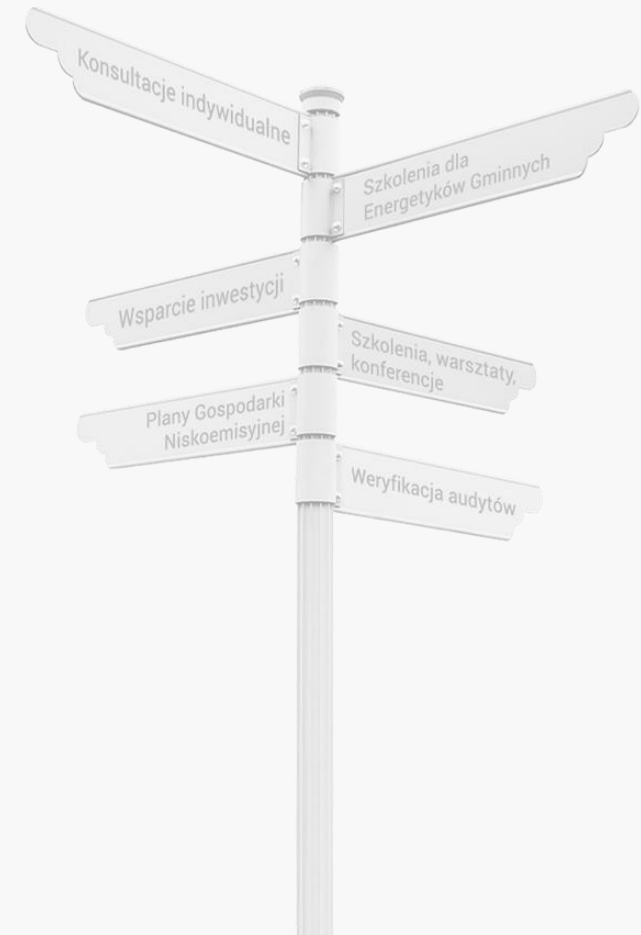 Konsultacje indywidualne
Szkolenia dla
Energetyków Gminnych
Wsparcie inwestycji
Szkolenia, warsztaty,
konferencje
Plany Gospodarki
Niskoemisyjnej
Weryfikacja audytów